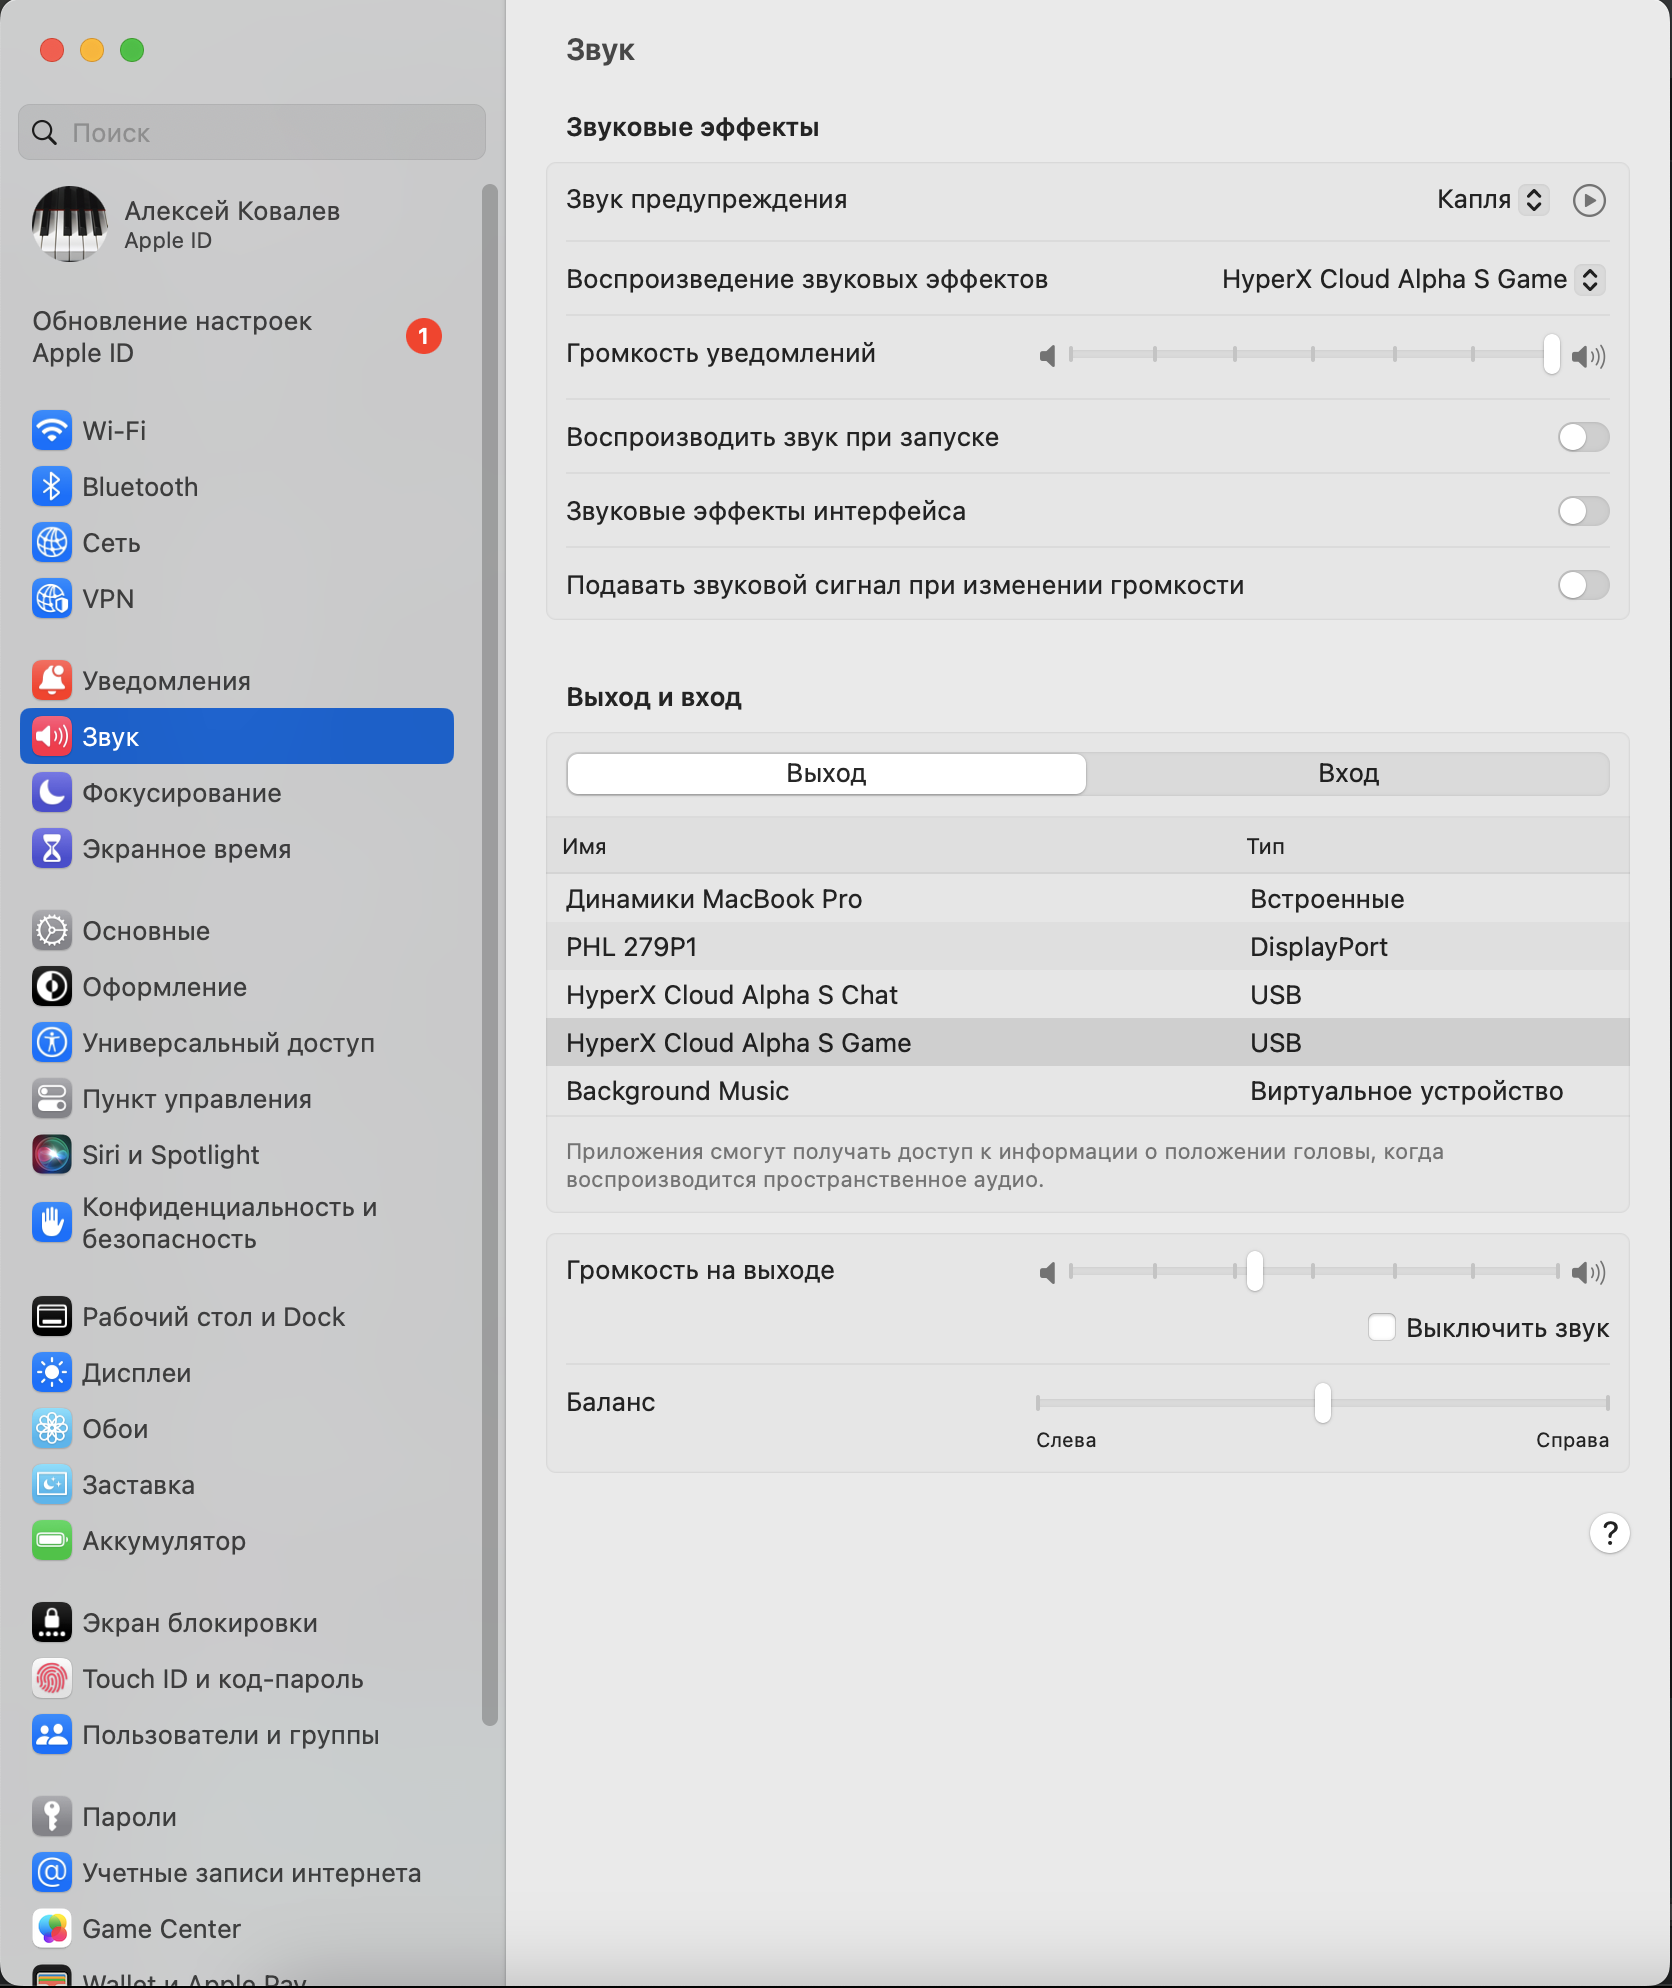 Поиск
Алексей Ковалев
Apple ID
Обновление настроек
Apple ID
1
Wi-Fi
Bluetooth
Сеть
VPN
Уведомления
Звук
Фокусирование
Экранное время
Основные
Оформление
Универсальный доступ
Пункт управления
Siri и Spotlight
Конфиденциальность и
безопасность
Рабочий стол и Dock
Дисплеи
Обои
Заставка
Аккумулятор
Экран блокировки
Touch ID и код-пароль
Пользователи и группы
Пароли
Учетные записи интернета
Game Center
Wallet и Apple Pay
Звук
Звуковые эффекты
Звук предупреждения Капля
Воспроизведение звуковых эффектов HyperX Cloud Alpha S Game
Громкость уведомлений
Воспроизводить звук при запуске
Звуковые эффекты интерфейса
Подавать звуковой сигнал при изменении громкости
Выход и вход
Выход Вход
Имя Тип
Динамики MacBook Pro Встроенные
PHL 279P1 DisplayPort
HyperX Cloud Alpha S Chat USB
HyperX Cloud Alpha S Game USB
Background Music Виртуальное устройство
Приложения смогут получать доступ к информации о положении головы, когда
воспроизводится пространственное аудио.
Громкость на выходе
Выключить звук
Баланс
Слева Справа
?